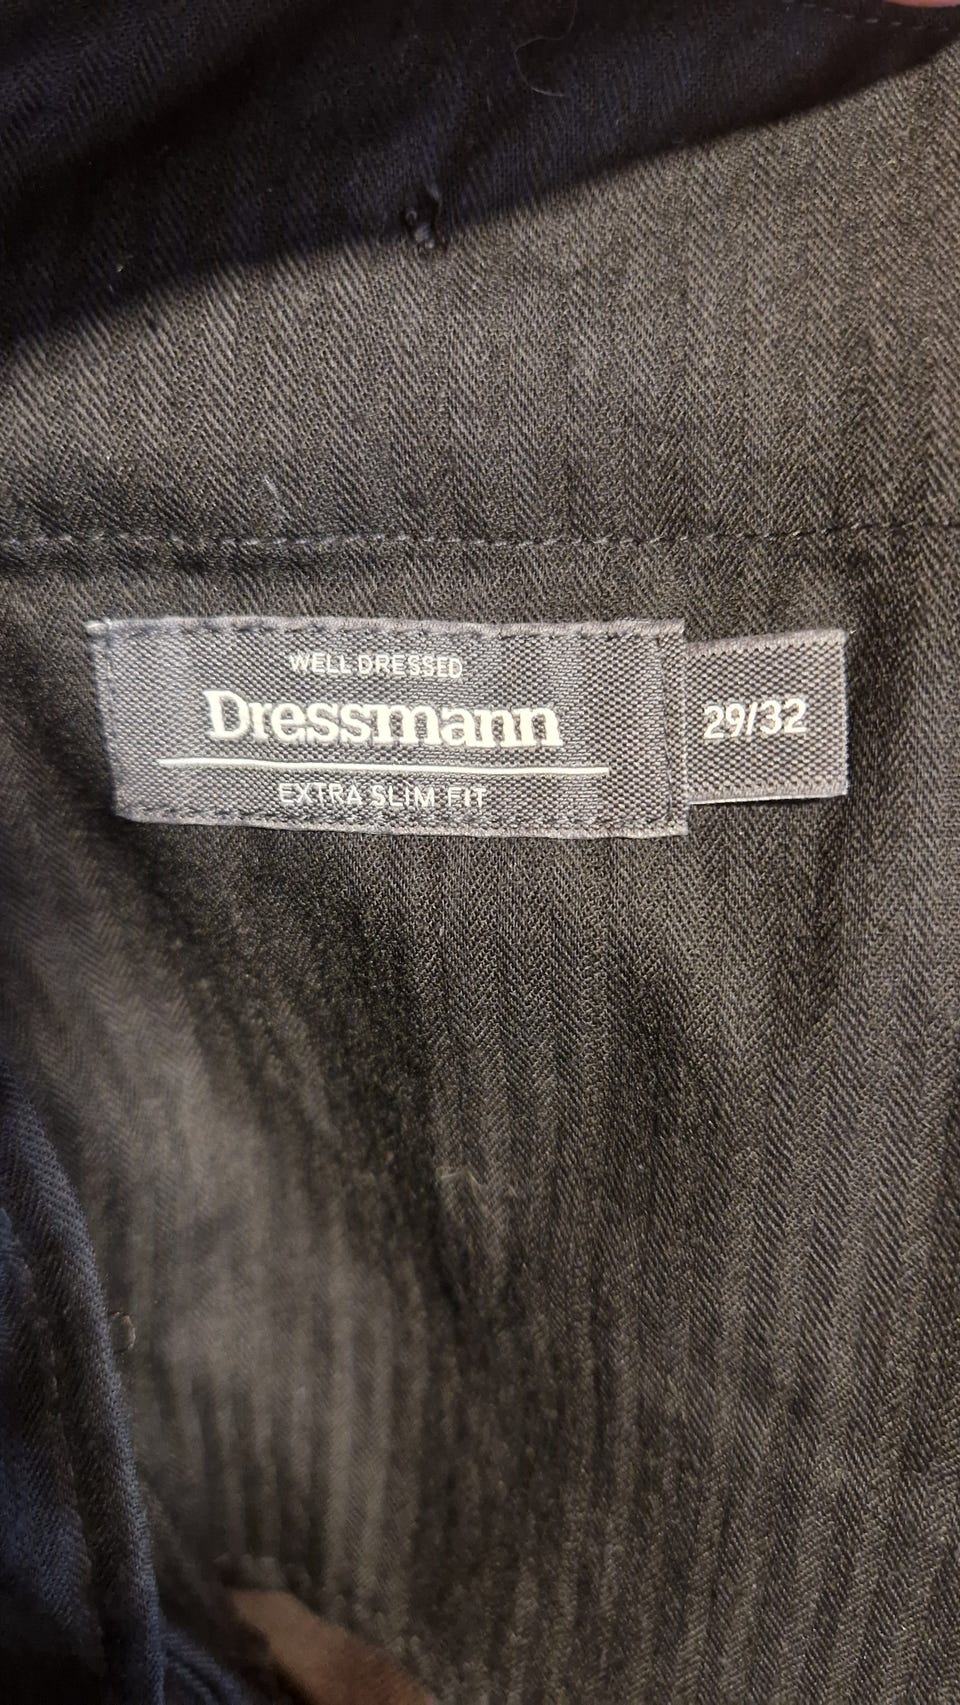 WELL DRESSED
Dressmann
EXTRA SLIM FIT
29/32